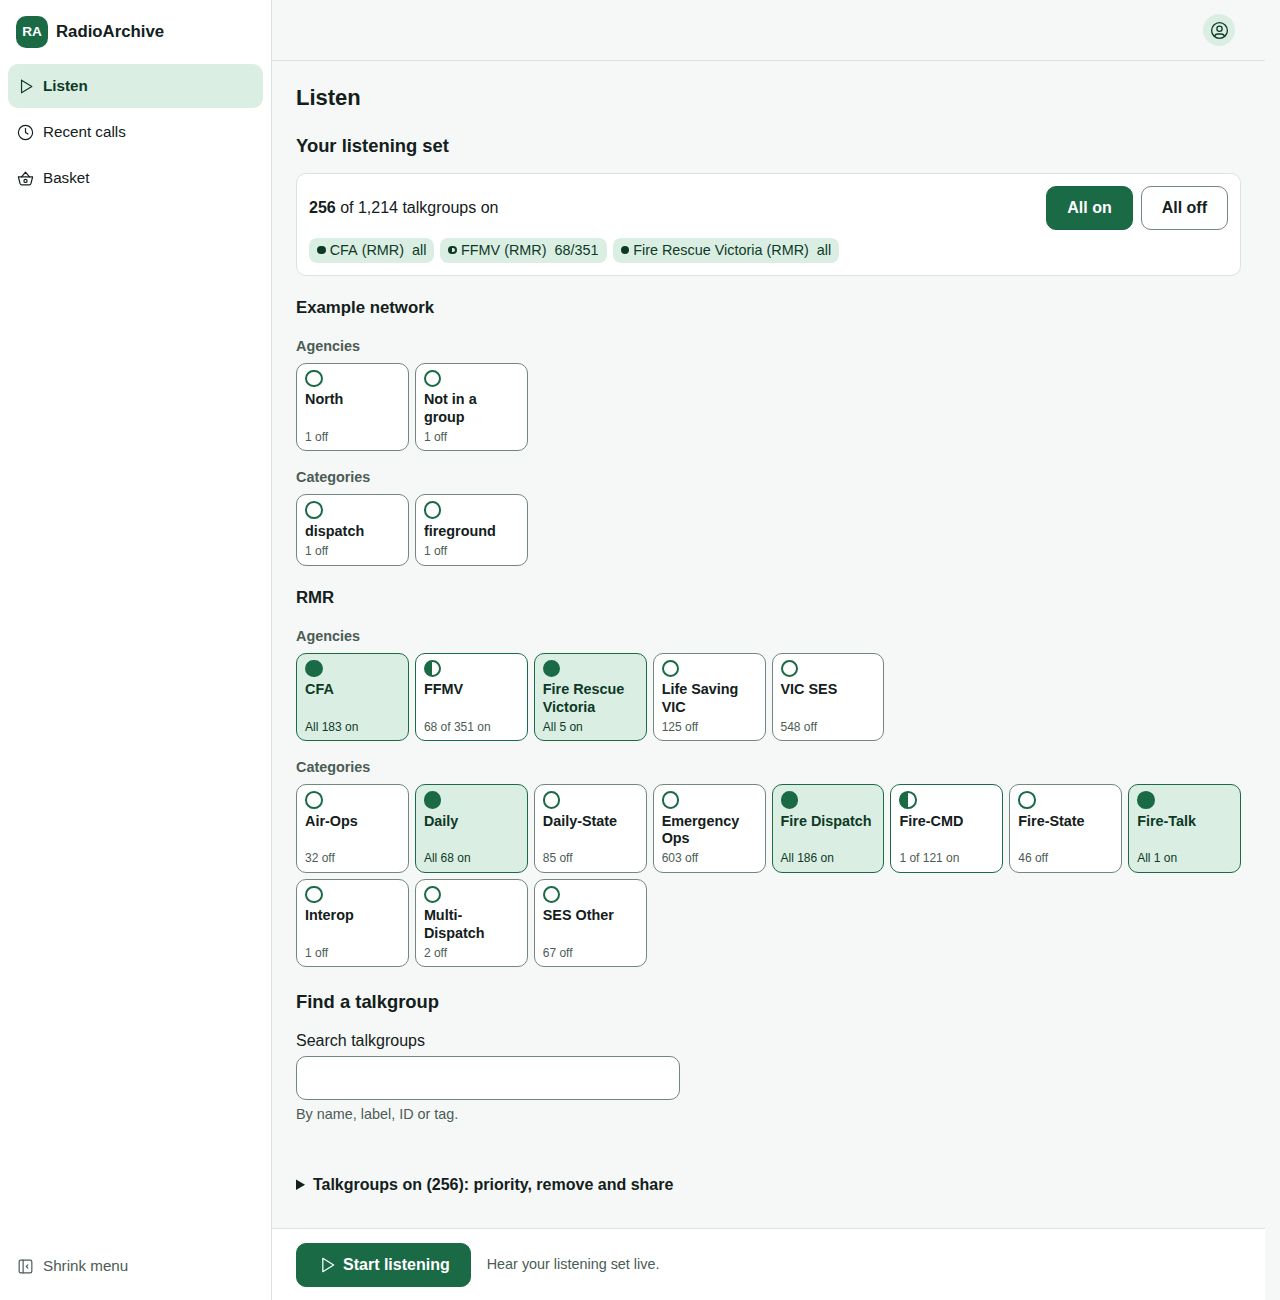 RA RadioArchive
Listen
Recent calls
Basket
Shrink menu
Listen
Your listening set
256 of 1,214 talkgroups on
All on
All off
CFA (RMR) all
FFMV (RMR) 68/351
Fire Rescue Victoria (RMR) all
Example network
Agencies
North
1 off
Not in a
group
1 off
Categories
dispatch
1 off
fireground
1 off
RMR
Agencies
CFA
All 183 on
FFMV
68 of 351 on
Fire Rescue
Victoria
All 5 on
Life Saving
VIC
125 off
VIC SES
548 off
Categories
Air-Ops
32 off
Daily
All 68 on
Daily-State
85 off
Emergency
Ops
603 off
Fire Dispatch
All 186 on
Fire-CMD
1 of 121 on
Fire-State
46 off
Fire-Talk
All 1 on
Interop
1 off
Multi-
Dispatch
2 off
SES Other
67 off
Find a talkgroup
Search talkgroups
By name, label, ID or tag.
Talkgroups on (256): priority, remove and share
Start listening
Hear your listening set live.